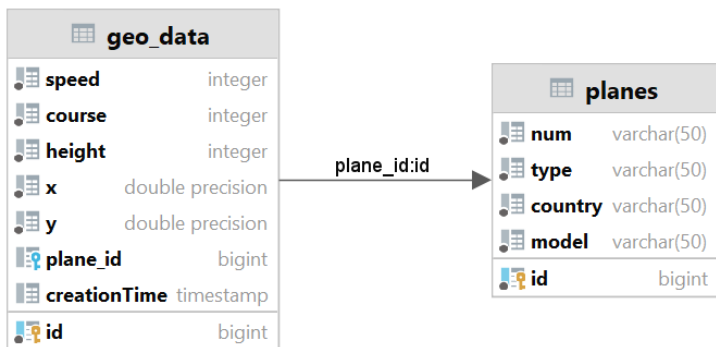 geo_data
speed integer
course integer
height integer
x double precision
y double precision
plane_id bigint
creationTime timestamp
id bigint
plane_id:id
planes
num varchar(50)
type varchar(50)
country varchar(50)
model varchar(50)
id bigint